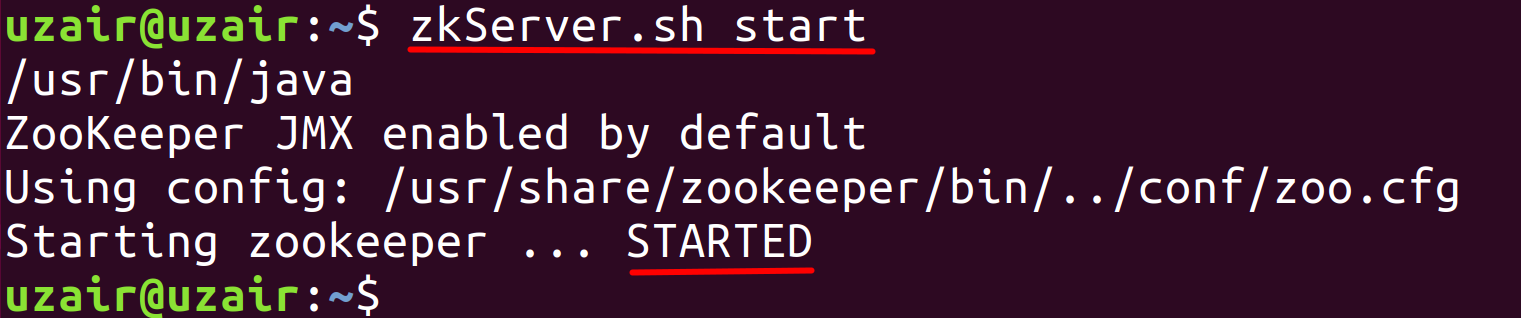 uzair@uzair:~$ zkServer.sh start
/usr/bin/java
ZooKeeper JMX enabled by default
Using config: /usr/share/zookeeper/bin/../conf/zoo.cfg
Starting zookeeper ... STARTED
uzair@uzair:~$